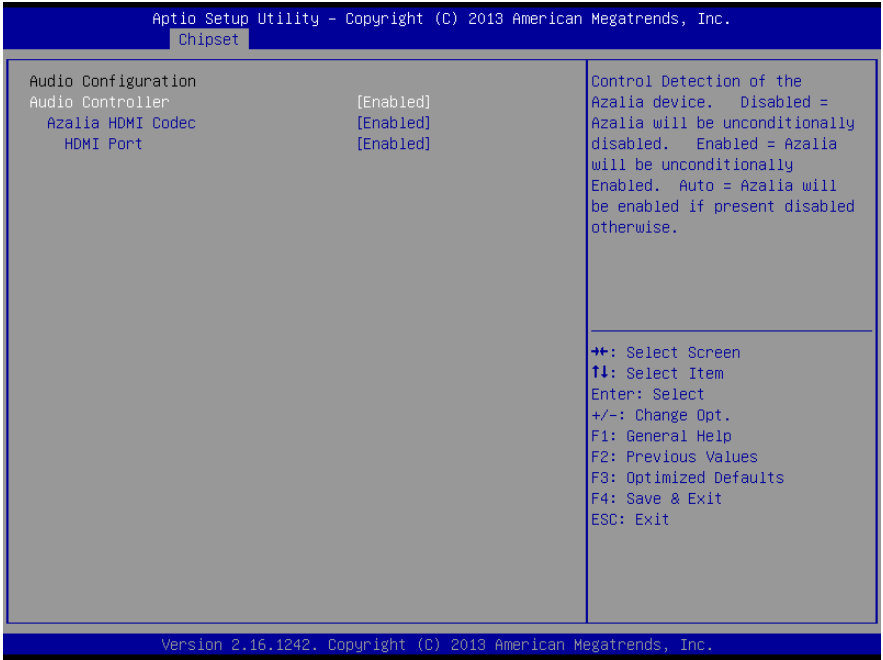 Aptio Setup Utility – Copyright (C) 2013 American Megatrends, Inc.
Chipset
Audio Configuration
Audio Controller [Enabled]
Azalia HDMI Codec [Enabled]
HDMI Port [Enabled]
Control Detection of the
Azalia device. Disabled =
Azalia will be unconditionally
disabled. Enabled = Azalia
will be unconditionally
Enabled. Auto = Azalia will
be enabled if present disabled
otherwise.
→←: Select Screen
↑↓: Select Item
Enter: Select
+/-: Change Opt.
F1: General Help
F2: Previous Values
F3: Optimized Defaults
F4: Save & Exit
ESC: Exit
Version 2.16.1242. Copyright (C) 2013 American Megatrends, Inc.